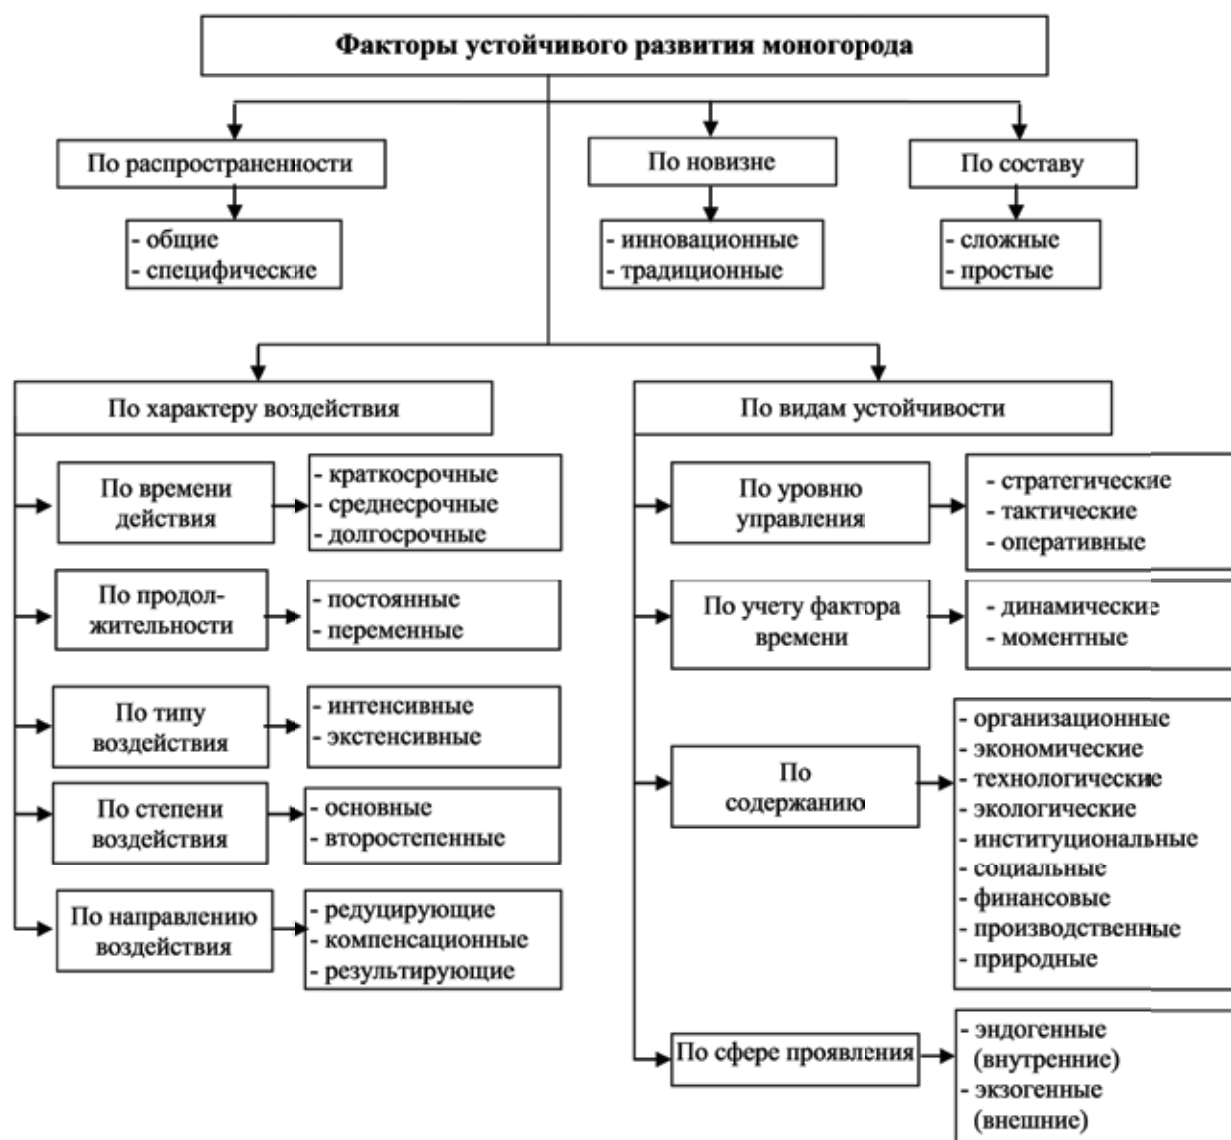 Факторы устойчивого развития моногорода
По распространенности
- общие
- специфические
По новизне
- инновационные
- традиционные
По составу
- сложные
- простые
По характеру воздействия
По времени
действия
- краткосрочные
- среднесрочные
- долгосрочные
По продол-
жительности
- постоянные
- переменные
По типу
воздействия
- интенсивные
- экстенсивные
По степени
воздействия
- основные
- второстепенные
По направлению
воздействия
- редуцирующие
- компенсационные
- результирующие
По видам устойчивости
По уровню
управления
- стратегические
- тактические
- оперативные
По учету фактора
времени
- динамические
- моментные
По
содержанию
- организационные
- экономические
- технологические
- экологические
- институциональные
- социальные
- финансовые
- производственные
- природные
По сфере проявления
- эндогенные
(внутренние)
- экзогенные
(внешние)